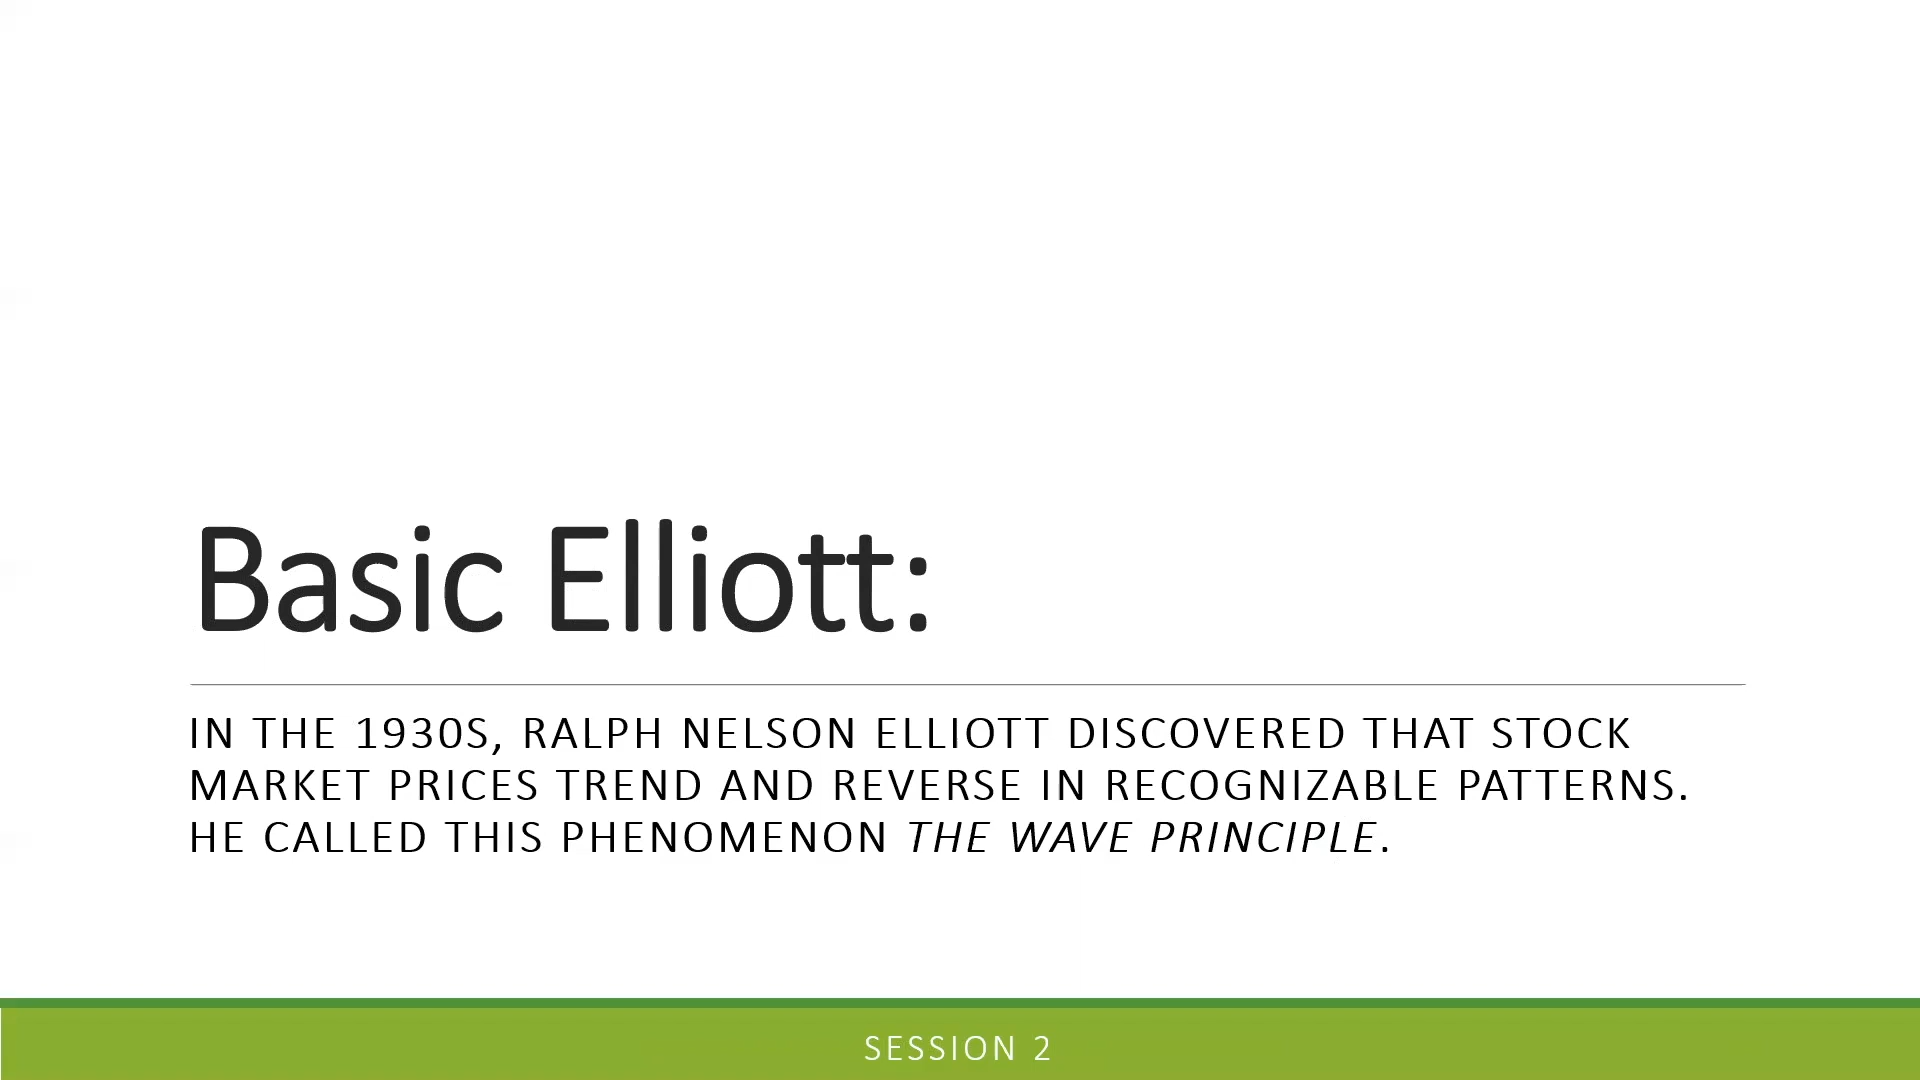 Basic Elliott:
IN THE 1930S, RALPH NELSON ELLIOTT DISCOVERED THAT STOCK
MARKET PRICES TREND AND REVERSE IN RECOGNIZABLE PATTERNS.
HE CALLED THIS PHENOMENON THE WAVE PRINCIPLE.
SESSION 2